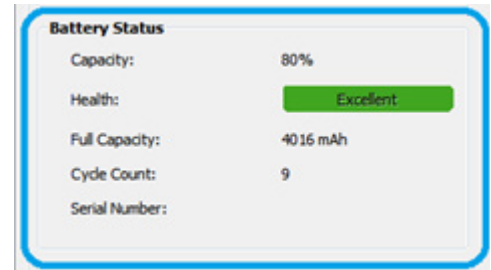 Battery Status
Capacity: 80%
Health: Excellent
Full Capacity: 4016 mAh
Cycle Count: 9
Serial Number: